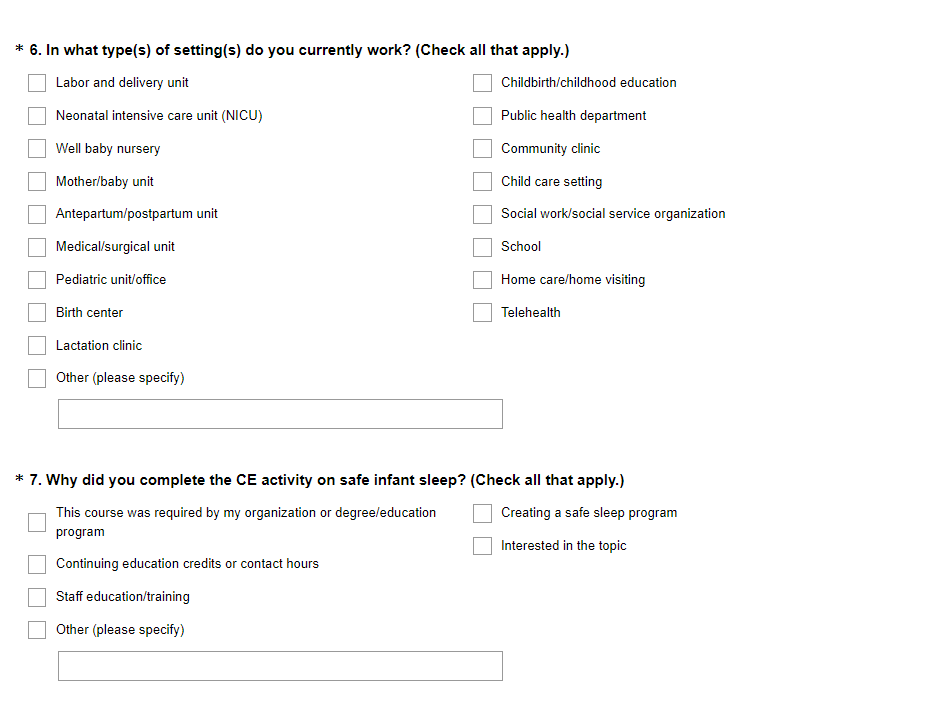 * 6. In what type(s) of setting(s) do you currently work? (Check all that apply.)
Labor and delivery unit
Neonatal intensive care unit (NICU)
Well baby nursery
Mother/baby unit
Antepartum/postpartum unit
Medical/surgical unit
Pediatric unit/office
Birth center
Lactation clinic
Other (please specify)
Childbirth/childhood education
Public health department
Community clinic
Child care setting
Social work/social service organization
School
Home care/home visiting
Telehealth
* 7. Why did you complete the CE activity on safe infant sleep? (Check all that apply.)
This course was required by my organization or degree/education
program
Continuing education credits or contact hours
Staff education/training
Other (please specify)
Creating a safe sleep program
Interested in the topic